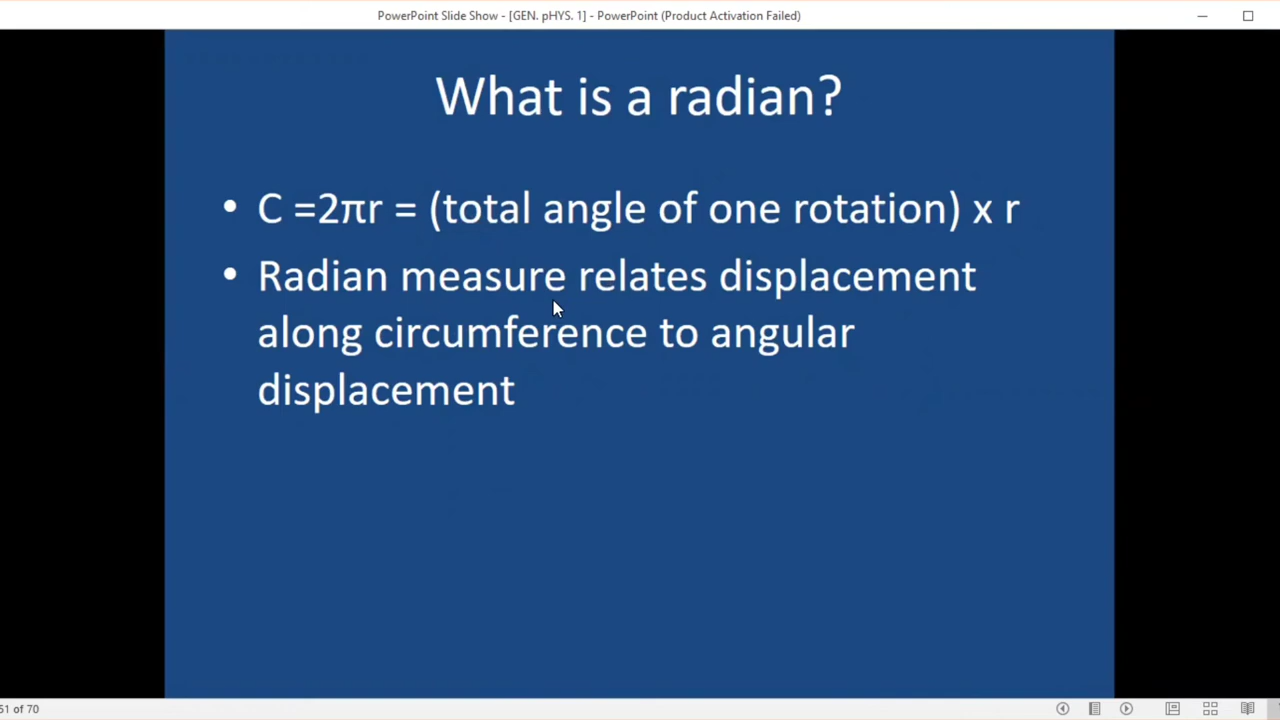 PowerPoint Slide Show - [GEN. pHYS. 1] - PowerPoint (Product Activation Failed)
What is a radian?
• C =2πr = (total angle of one rotation) x r
• Radian measure relates displacement
along circumference to angular
displacement
51 of 70